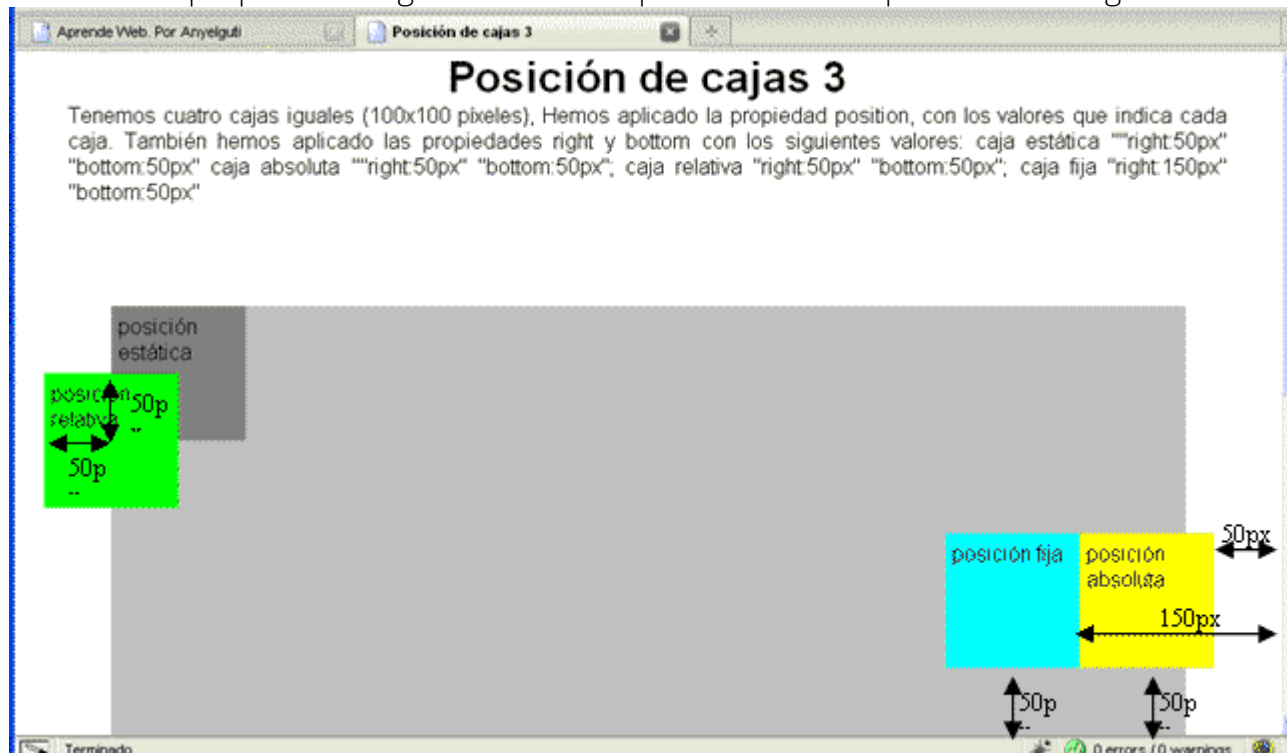 Aprende Web. Por Anyelguti
Posición de cajas 3
Posición de cajas 3
Tenemos cuatro cajas iguales (100x100 píxeles), Hemos aplicado la propiedad position, con los valores que indica cada
caja. También hemos aplicado las propiedades right y bottom con los siguientes valores: caja estática ""right:50px"
"bottom:50px" caja absoluta ""right:50px" "bottom:50px"; caja relativa "right:50px" "bottom:50px"; caja fija "right:150px"
"bottom:50px"
posición
estática
posición
relativa
50p
50p
posición fija
posición
absoluta
50px
150px
50p
50p
Terminado
0 errors / 0 warnings